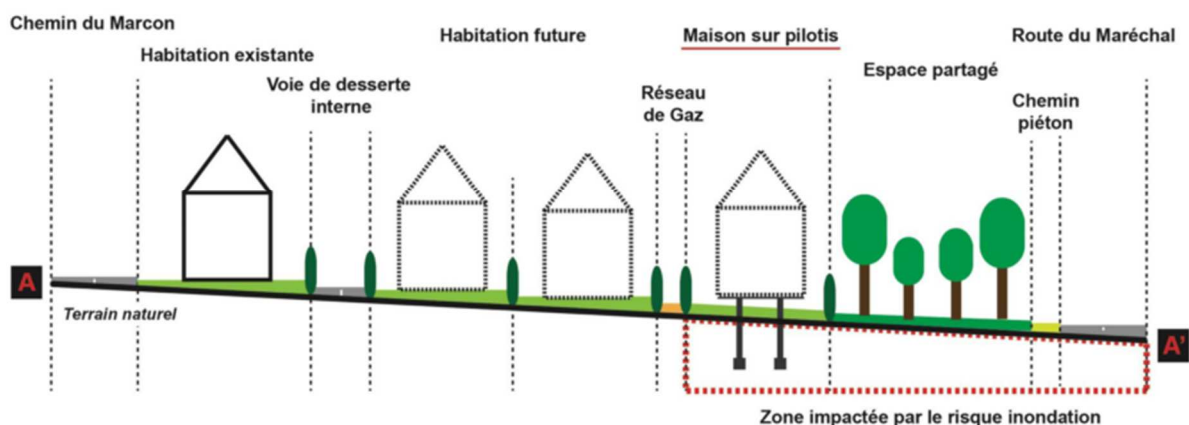 Chemin du Marcon
Habitation existante
Voie de desserte
interne
Habitation future
Réseau
de Gaz
Maison sur pilotis
Espace partagé
Chemin
piéton
Route du Maréchal
A
Terrain naturel
A'
Zone impactée par le risque inondation